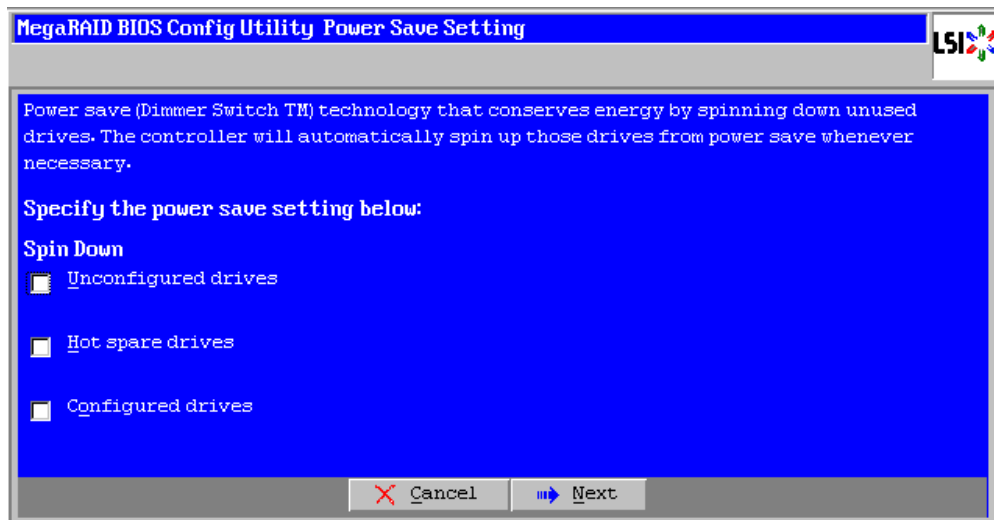 MegaRAID BIOS Config Utility Power Save Setting
LSI
Power save (Dimmer Switch TM) technology that conserves energy by spinning down unused
drives. The controller will automatically spin up those drives from power save whenever
necessary.
Specify the power save setting below:
Spin Down
Unconfigured drives
Hot spare drives
Configured drives
Cancel
Next